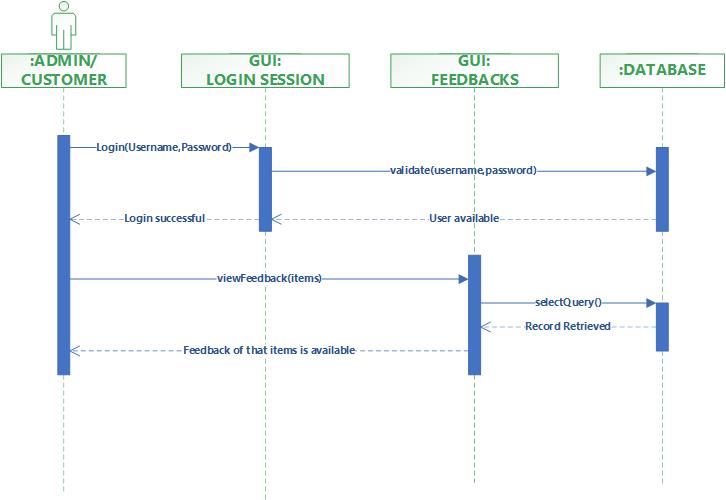 :ADMIN/
CUSTOMER
GUI:
LOGIN SESSION
GUI:
FEEDBACKS
:DATABASE
Login(Username,Password)
validate(username,password)
Login successful
User available
viewFeedback(items)
selectQuery()
Record Retrieved
Feedback of that items is available